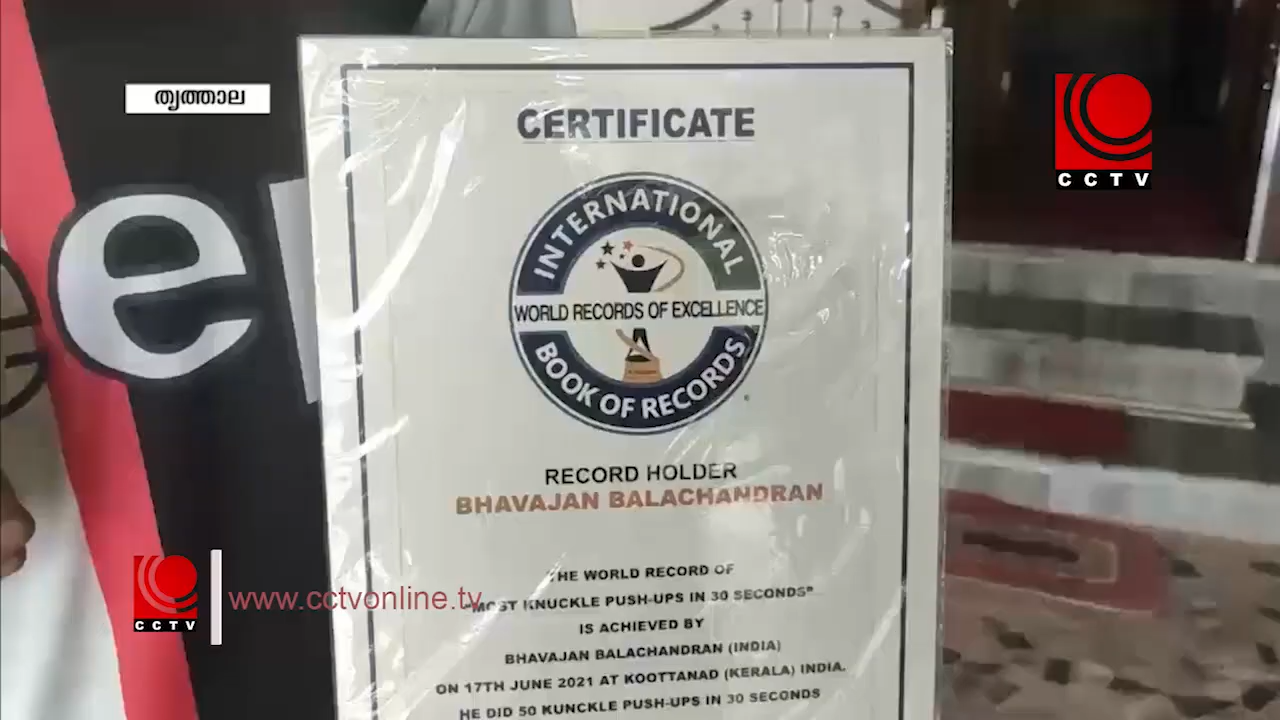 തൃത്താല
CCTV
er
CERTIFICATE
INTERNATIONAL
WORLD RECORDS OF EXCELLENCE
BOOK OF RECORDS
RECORD HOLDER
BHAVAJAN BALACHANDRAN
THE WORLD RECORD OF
"MOST KNUCKLE PUSH-UPS IN 30 SECONDS"
IS ACHIEVED BY
BHAVAJAN BALACHANDRAN (INDIA)
ON 17TH JUNE 2021 AT KOOTTANAD (KERALA) INDIA.
HE DID 50 KUNCKLE PUSH-UPS IN 30 SECONDS
CCTV
www.cctvonline.tv